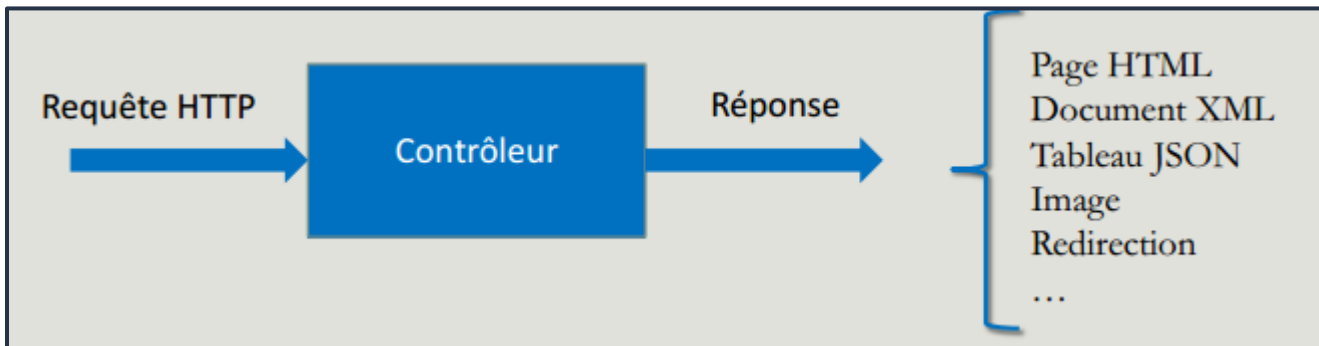 Requête HTTP
Contrôleur
Réponse
Page HTML
Document XML
Tableau JSON
Image
Redirection
…